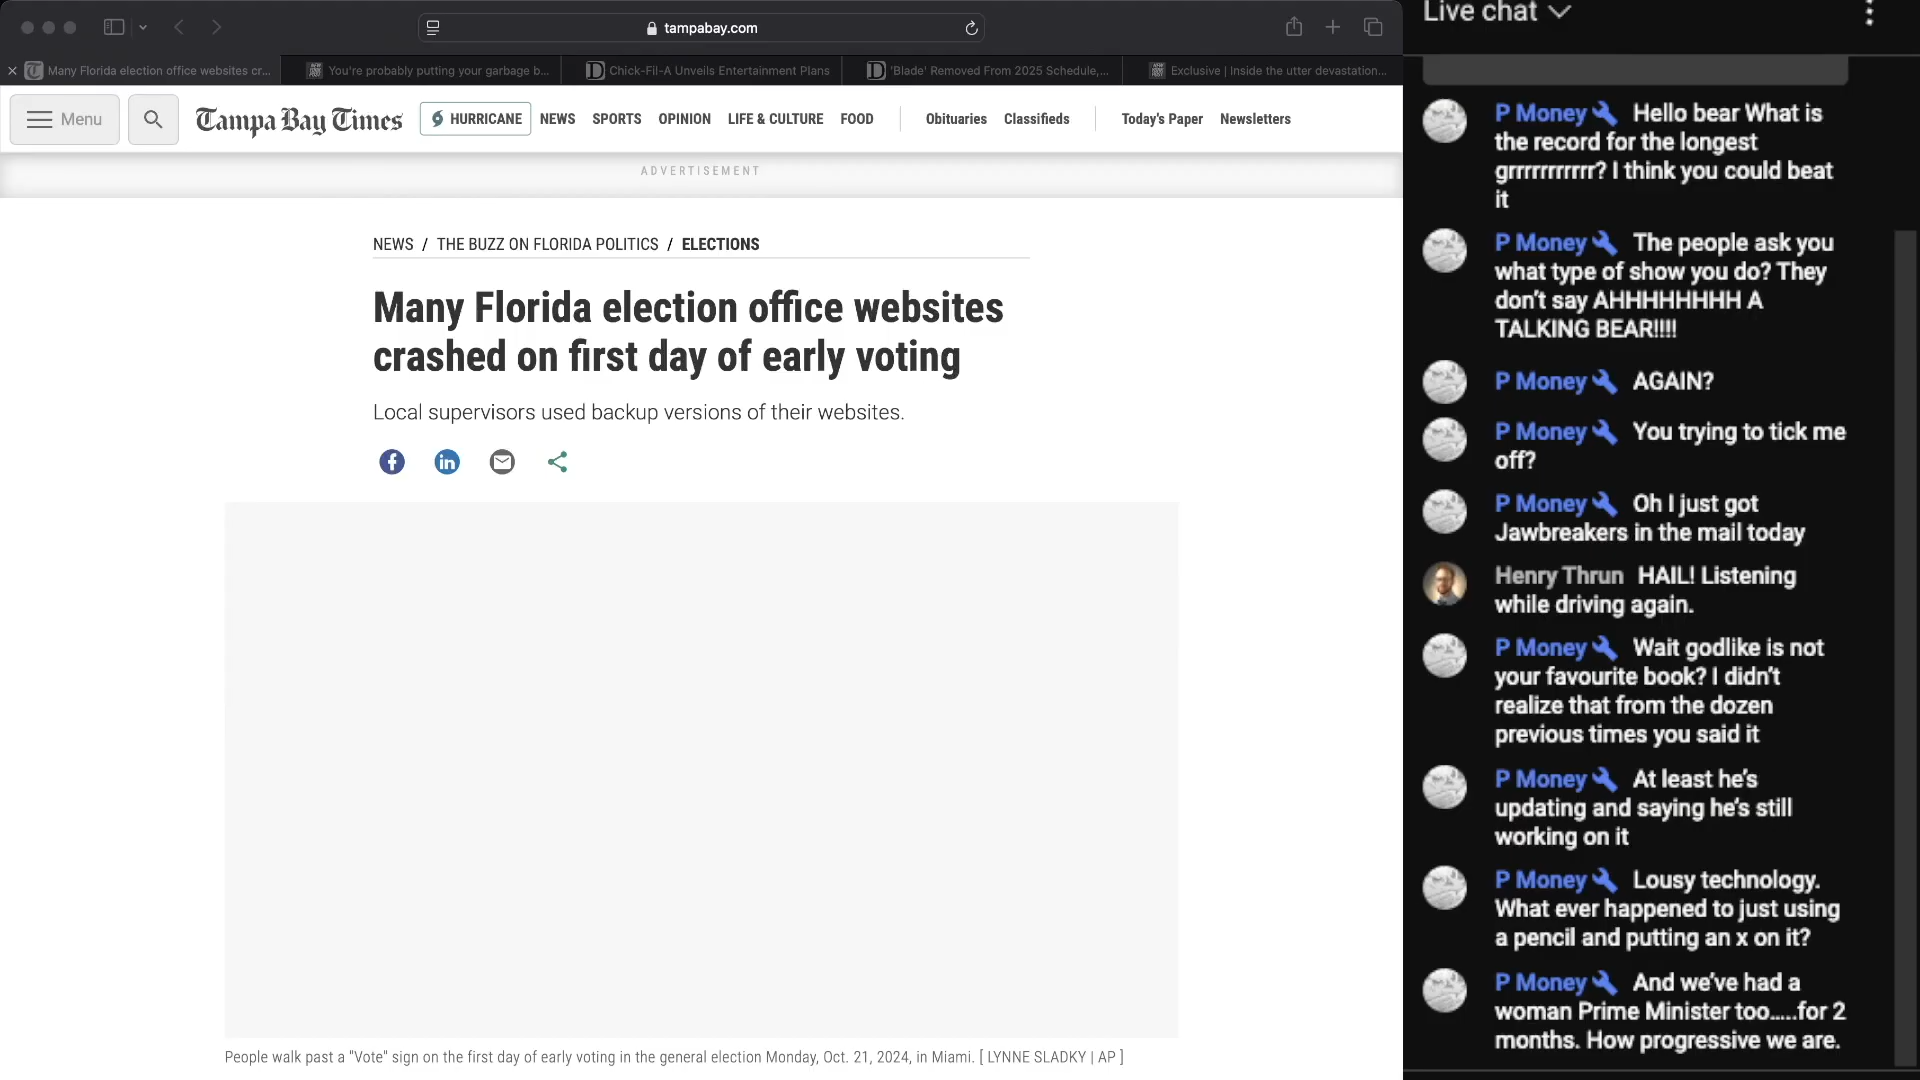 tampabay.com
Many Florida election office websites cr...
You're probably putting your garbage b...
Chick-Fil-A Unveils Entertainment Plans
'Blade' Removed From 2025 Schedule,...
Exclusive | Inside the utter devastation...
Menu
Tampa Bay Times
HURRICANE
NEWS
SPORTS
OPINION
LIFE & CULTURE
FOOD
Obituaries
Classifieds
Today's Paper
Newsletters
ADVERTISEMENT
NEWS / THE BUZZ ON FLORIDA POLITICS / ELECTIONS
Many Florida election office websites
crashed on first day of early voting
Local supervisors used backup versions of their websites.
People walk past a "Vote" sign on the first day of early voting in the general election Monday, Oct. 21, 2024, in Miami. [ LYNNE SLADKY | AP ]
Live chat
P Money Hello bear What is
the record for the longest
grrrrrrrrrrr? I think you could beat
it
P Money The people ask you
what type of show you do? They
don't say AHHHHHHHH A
TALKING BEAR!!!!
P Money AGAIN?
P Money You trying to tick me
off?
P Money Oh I just got
Jawbreakers in the mail today
Henry Thrun HAIL! Listening
while driving again.
P Money Wait godlike is not
your favourite book? I didn't
realize that from the dozen
previous times you said it
P Money At least he's
updating and saying he's still
working on it
P Money Lousy technology.
What ever happened to just using
a pencil and putting an x on it?
P Money And we've had a
woman Prime Minister too.....for 2
months. How progressive we are.